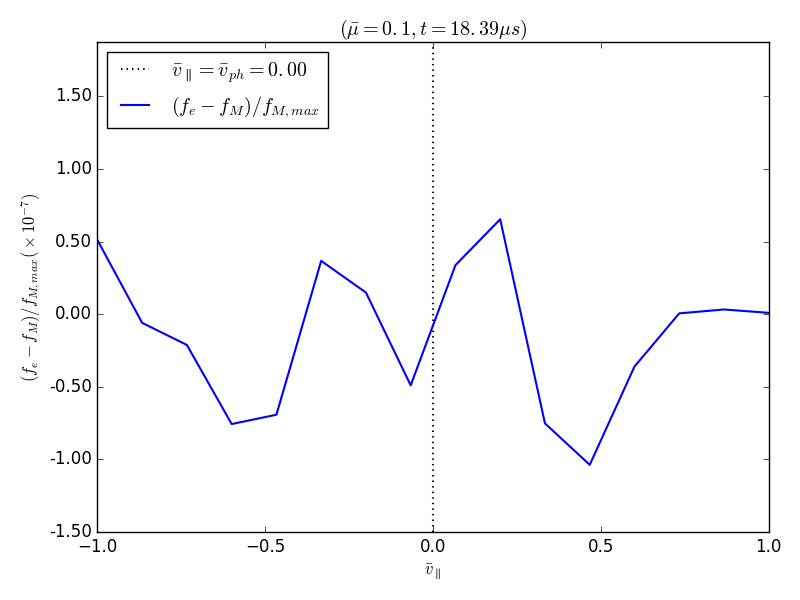 (μ̄ = 0.1, t = 18.39μs)
v̄∥ = v̄ph = 0.00
(fe − fM)/fM,max
(fe − fM)/fM,max(×10⁻⁷)
1.50
1.00
0.50
0.00
-0.50
-1.00
-1.50
−1.0 −0.5 0.0 0.5 1.0
v̄∥